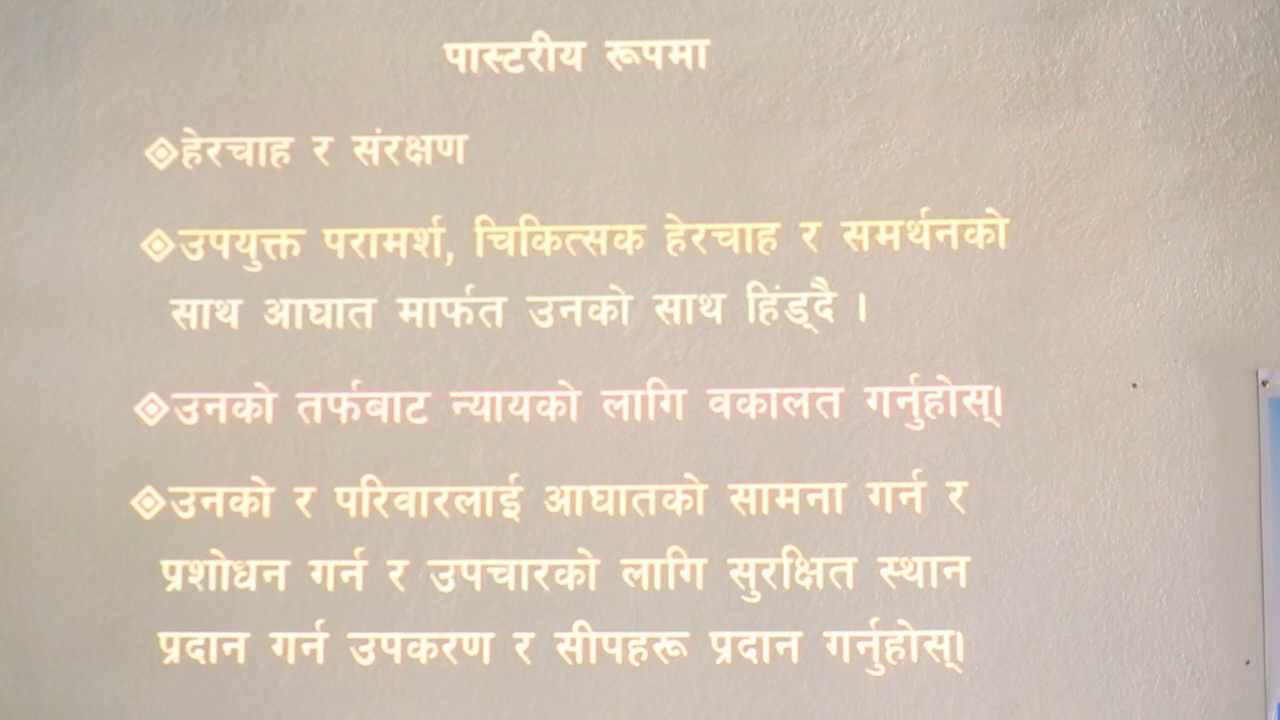 पास्टरीय रूपमा
हेरचाह र संरक्षण
उपयुक्त परामर्श, चिकित्सक हेरचाह र समर्थनको
साथ आघात मार्फत उनको साथ हिंड्दै ।
उनको तर्फबाट न्यायको लागि वकालत गर्नुहोस्।
उनको र परिवारलाई आघातको सामना गर्न र
प्रशोधन गर्न र उपचारको लागि सुरक्षित स्थान
प्रदान गर्न उपकरण र सीपहरू प्रदान गर्नुहोस्।